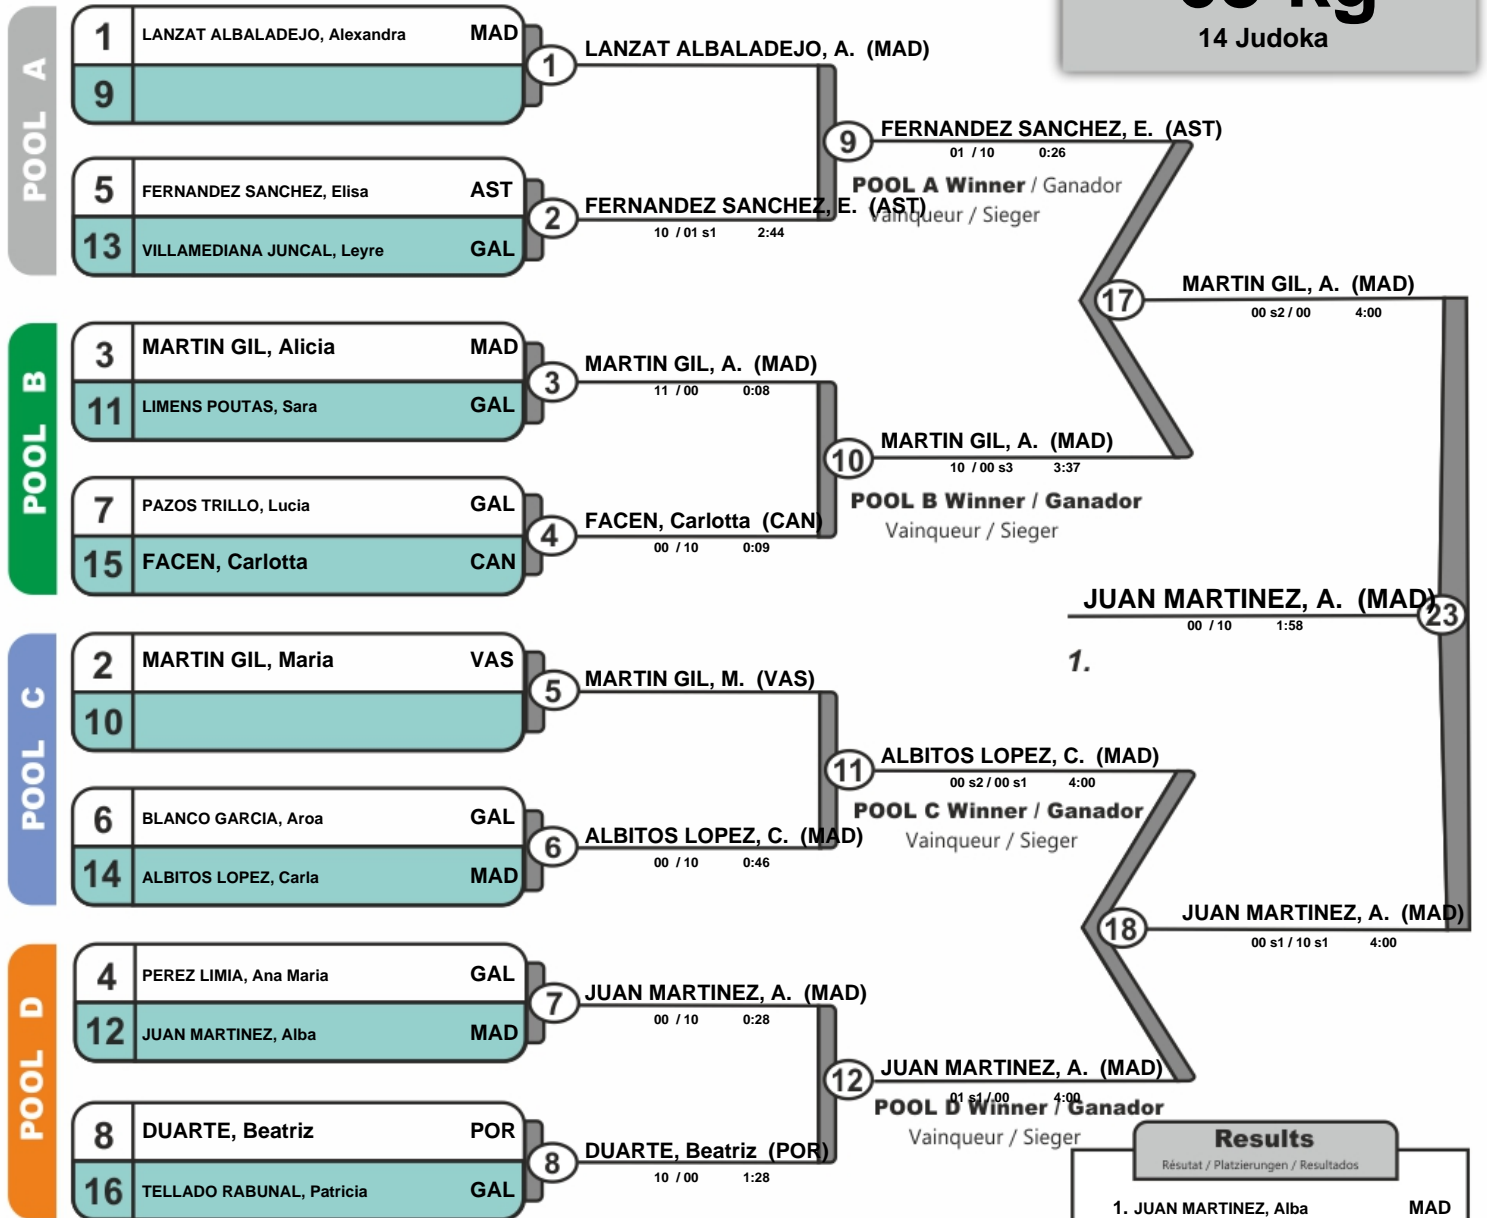 14 Judoka
POOL A
1 LANZAT ALBALADEJO, Alexandra MAD
9
1 LANZAT ALBALADEJO, A. (MAD)
5 FERNANDEZ SANCHEZ, Elisa AST
13 VILLAMEDIANA JUNCAL, Leyre GAL
2 FERNANDEZ SANCHEZ, E. (AST)
10 / 01 s1 2:44
9 FERNANDEZ SANCHEZ, E. (AST)
01 / 10 0:26
POOL A Winner / Ganador
Vainqueur / Sieger
17 MARTIN GIL, A. (MAD)
00 s2 / 00 4:00
POOL B
3 MARTIN GIL, Alicia MAD
11 LIMENS POUTAS, Sara GAL
3 MARTIN GIL, A. (MAD)
11 / 00 0:08
7 PAZOS TRILLO, Lucia GAL
15 FACEN, Carlotta CAN
4 FACEN, Carlotta (CAN)
00 / 10 0:09
10 MARTIN GIL, A. (MAD)
10 / 00 s3 3:37
POOL B Winner / Ganador
Vainqueur / Sieger
JUAN MARTINEZ, A. (MAD) 23
00 / 10 1:58
1.
POOL C
2 MARTIN GIL, Maria VAS
10
5 MARTIN GIL, M. (VAS)
6 BLANCO GARCIA, Aroa GAL
14 ALBITOS LOPEZ, Carla MAD
6 ALBITOS LOPEZ, C. (MAD)
00 / 10 0:46
11 ALBITOS LOPEZ, C. (MAD)
00 s2 / 00 s1 4:00
POOL C Winner / Ganador
Vainqueur / Sieger
18 JUAN MARTINEZ, A. (MAD)
00 s1 / 10 s1 4:00
POOL D
4 PEREZ LIMIA, Ana Maria GAL
12 JUAN MARTINEZ, Alba MAD
7 JUAN MARTINEZ, A. (MAD)
00 / 10 0:28
8 DUARTE, Beatriz POR
16 TELLADO RABUNAL, Patricia GAL
8 DUARTE, Beatriz (POR)
10 / 00 1:28
12 JUAN MARTINEZ, A. (MAD)
01 s1 / 00 4:00
POOL D Winner / Ganador
Vainqueur / Sieger
Results
Résutat / Platzierungen / Resultados
1. JUAN MARTINEZ, Alba MAD